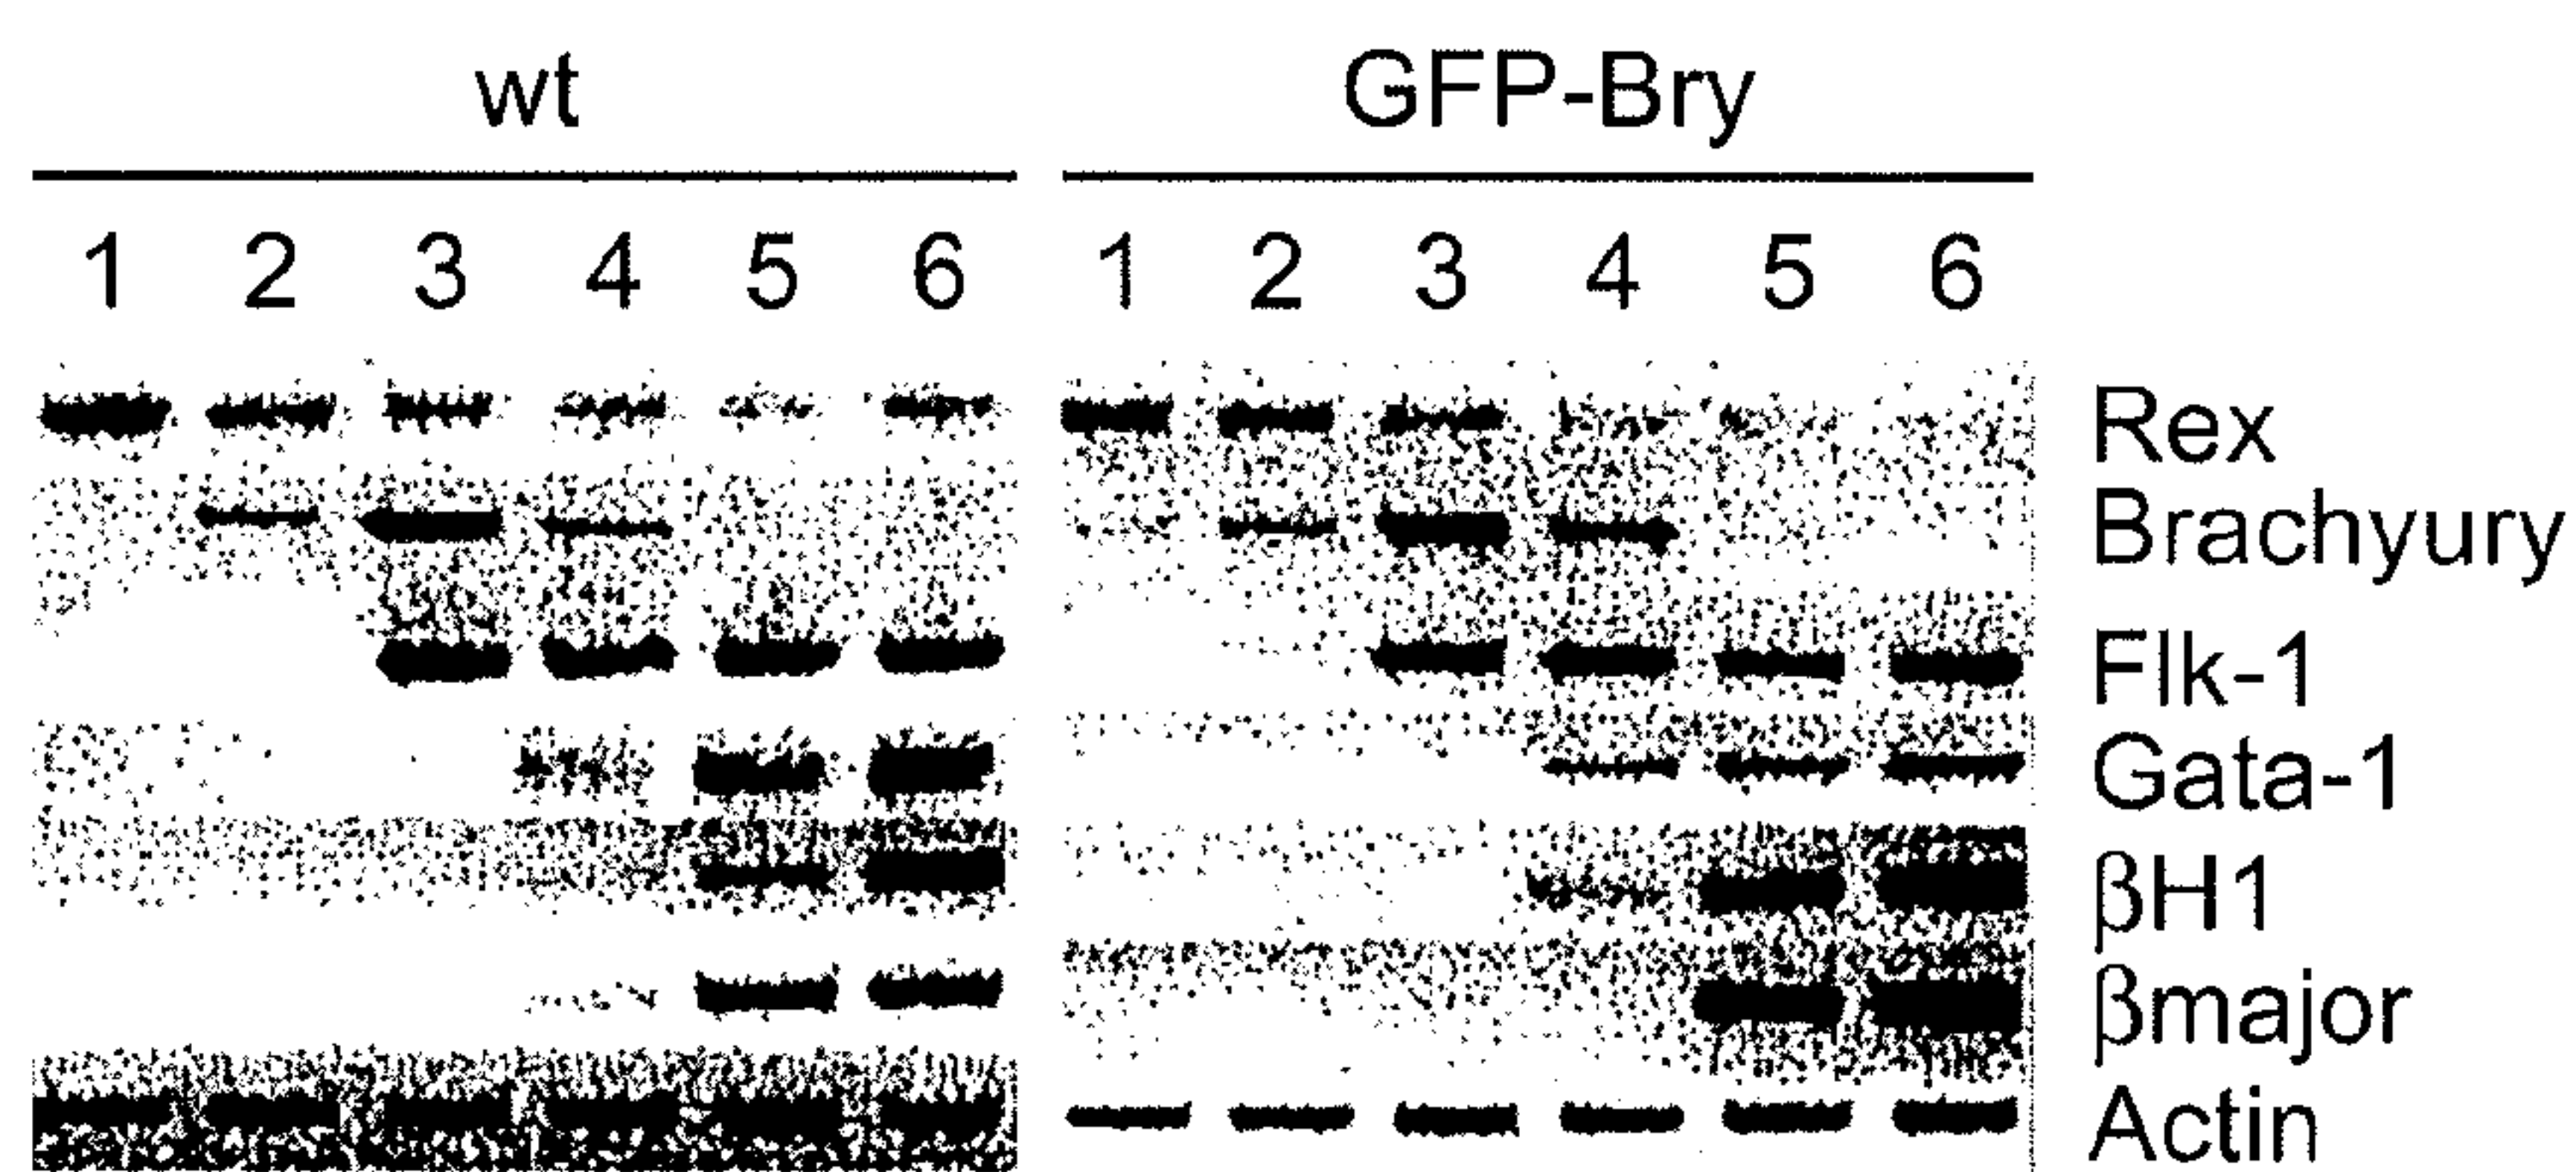 wt GFP-Bry
1 2 3 4 5 6 1 2 3 4 5 6
Rex
Brachyury
Flk-1
Gata-1
βH1
βmajor
Actin